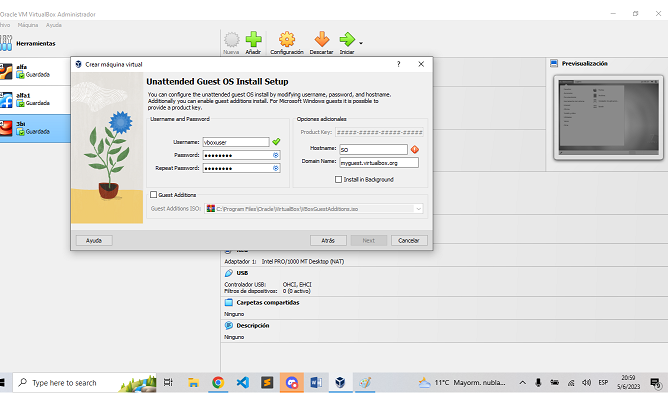 Oracle VM VirtualBox Administrador
Máquina Ayuda
Herramientas
Nueva Añadir Configuración Descartar Iniciar
alfa
Guardada
alfa1
Guardada
3bi
Guardada
Previsualización
Crear máquina virtual
Unattended Guest OS Install Setup
You can configure the unattended guest OS install by modifying username, password, and hostname.
Additionally you can enable guest additions install. For Microsoft Windows guests it is possible to
provide a product key.
Username and Password
Username: vboxuser
Password: ●●●●●●●●
Repeat Password: ●●●●●●●●
Opciones adicionales
Product Key: #####-#####-#####-#####-#####
Hostname: SO
Domain Name: myguest.virtualbox.org
Install in Background
Guest Additions
Guest Additions ISO: C:\Program Files\Oracle\VirtualBox\VBoxGuestAdditions.iso
Ayuda Atrás Next Cancelar
Adaptador 1: Intel PRO/1000 MT Desktop (NAT)
USB
Controlador USB: OHCI, EHCI
Filtros de dispositivos: 0 (0 activo)
Carpetas compartidas
Ninguno
Descripción
Ninguno
Type here to search
11°C Mayorm. nubla...
ESP
20:59
5/6/2023